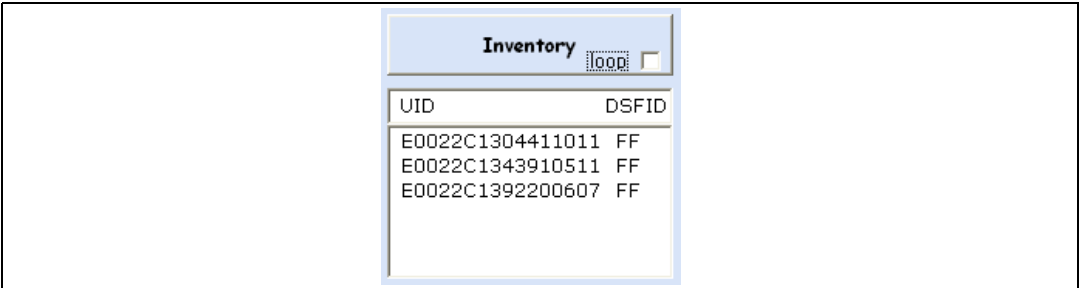 Inventory
loop
UID DSFID
E0022C1304411011 FF
E0022C1343910511 FF
E0022C1392200607 FF